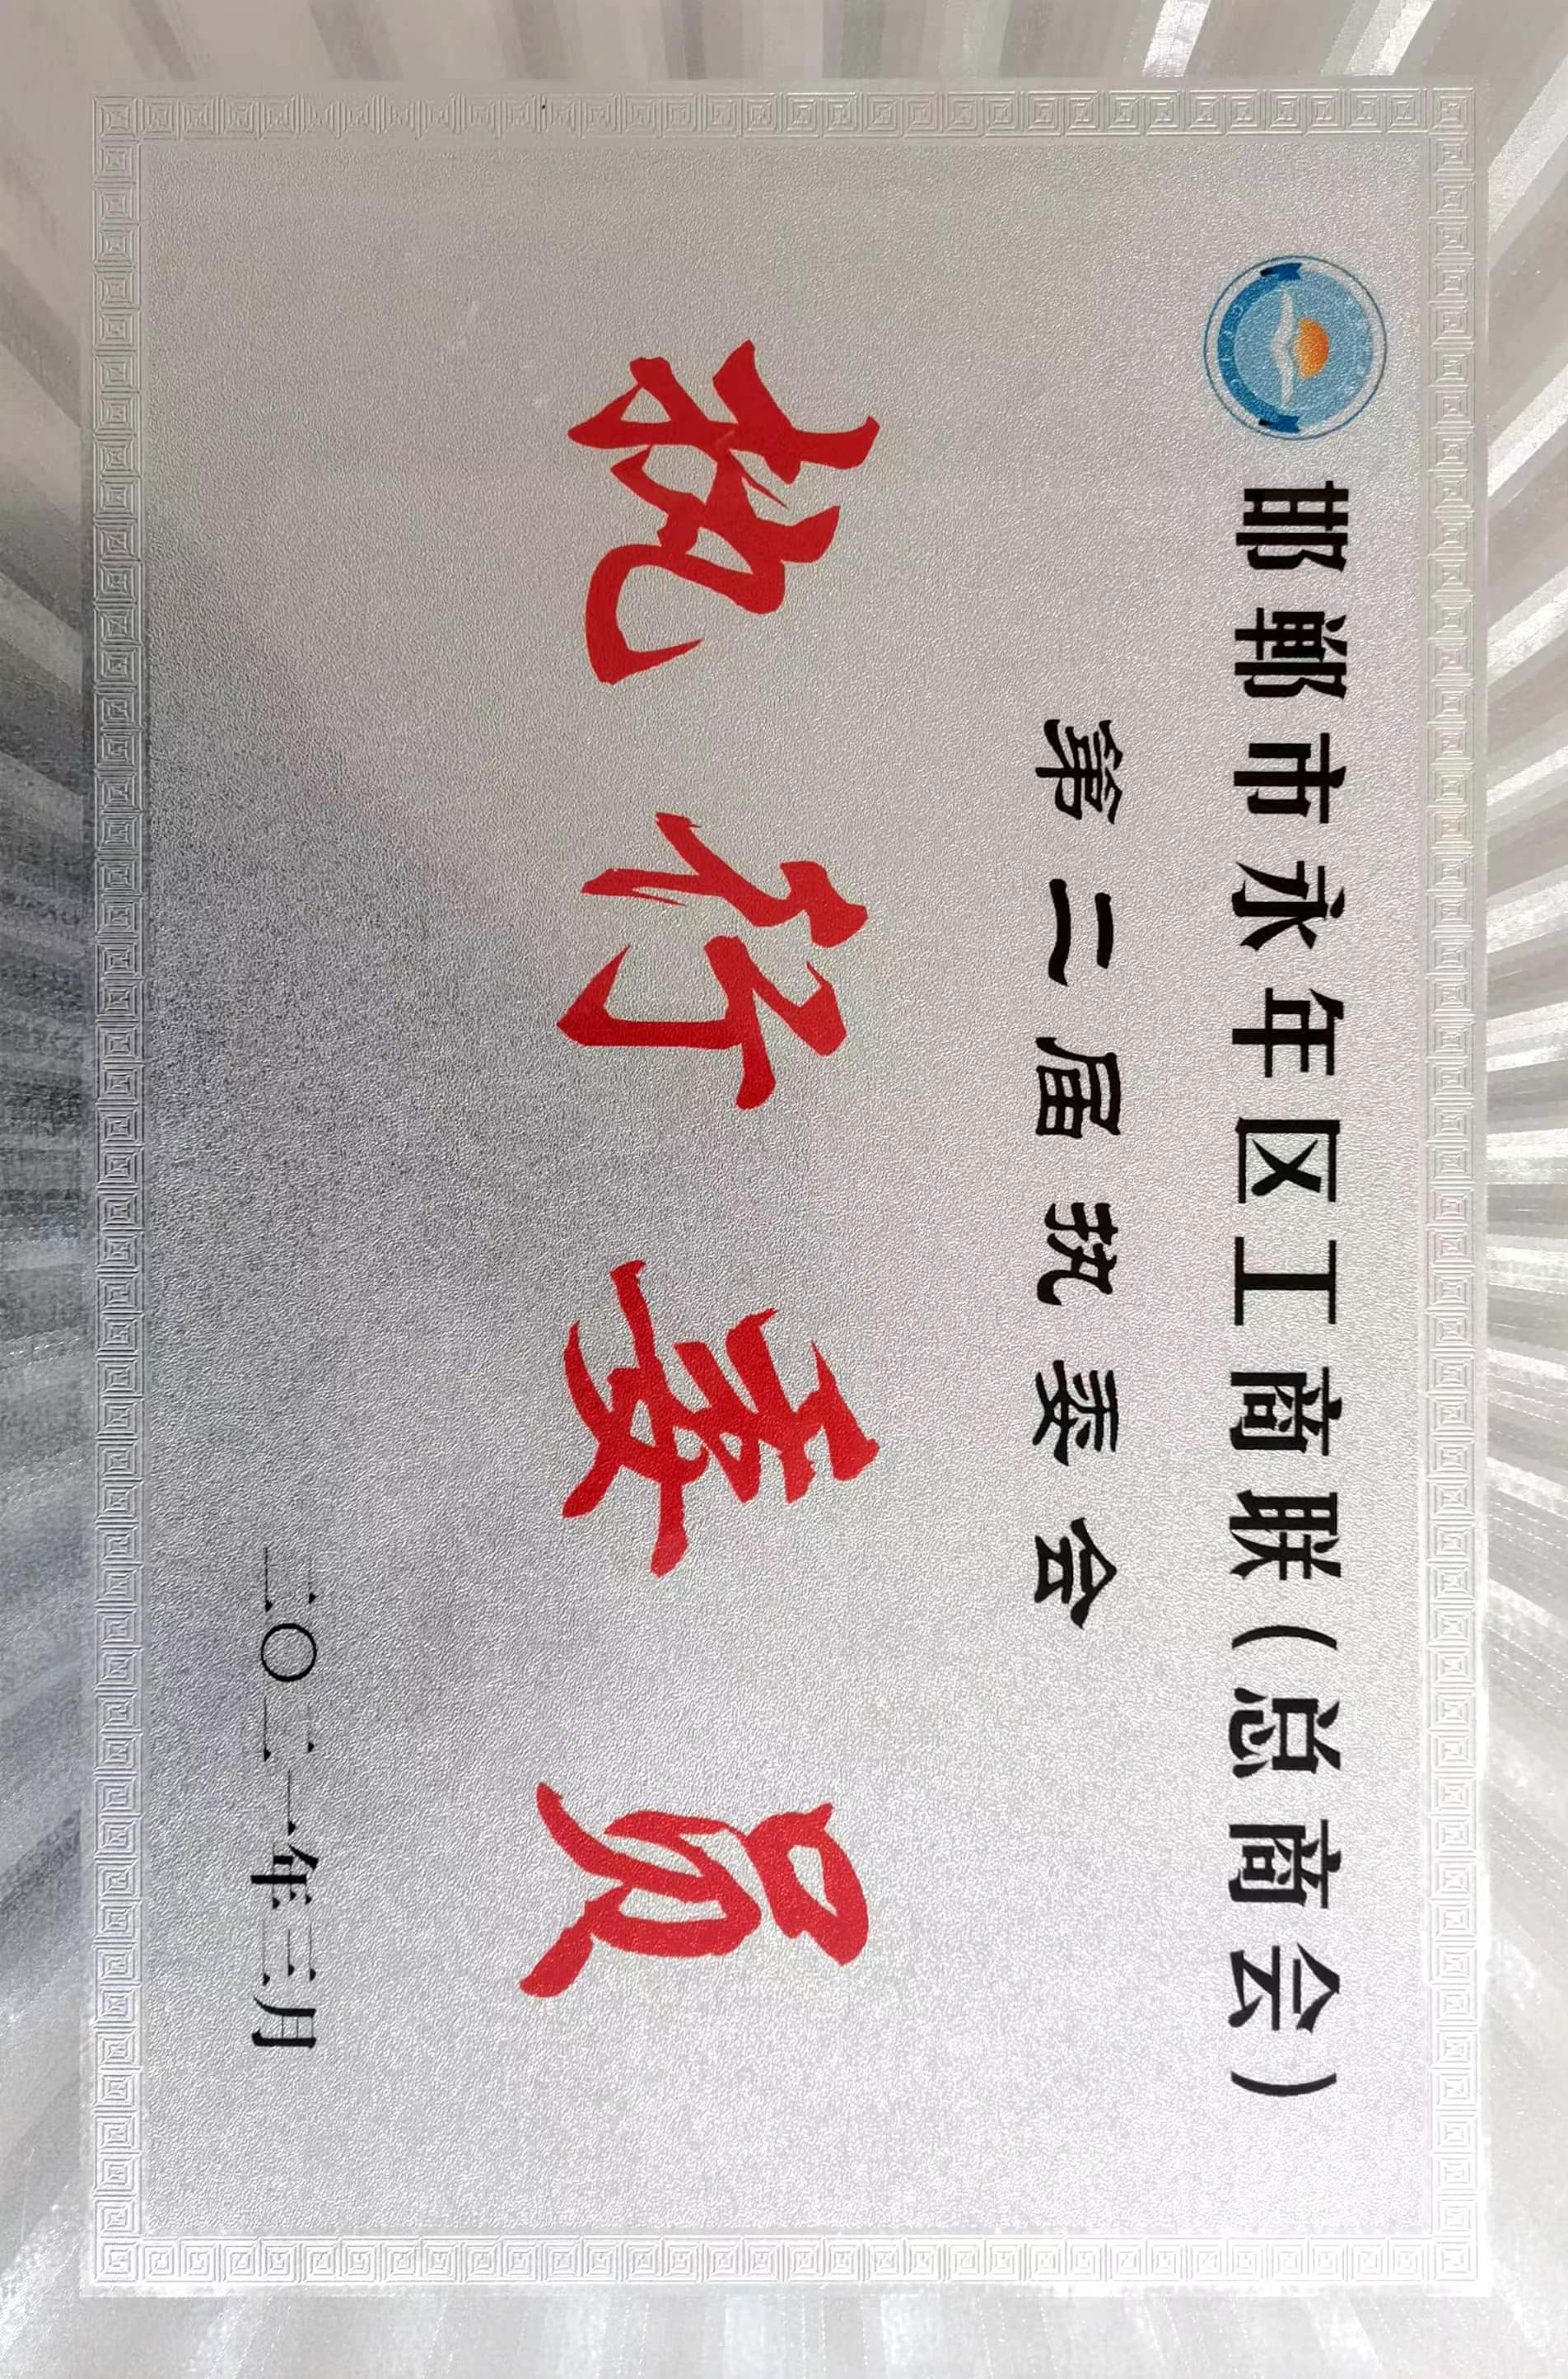 邯郸市永年区工商联(总商会)
第二届执委会
执行委员
二〇二一年三月